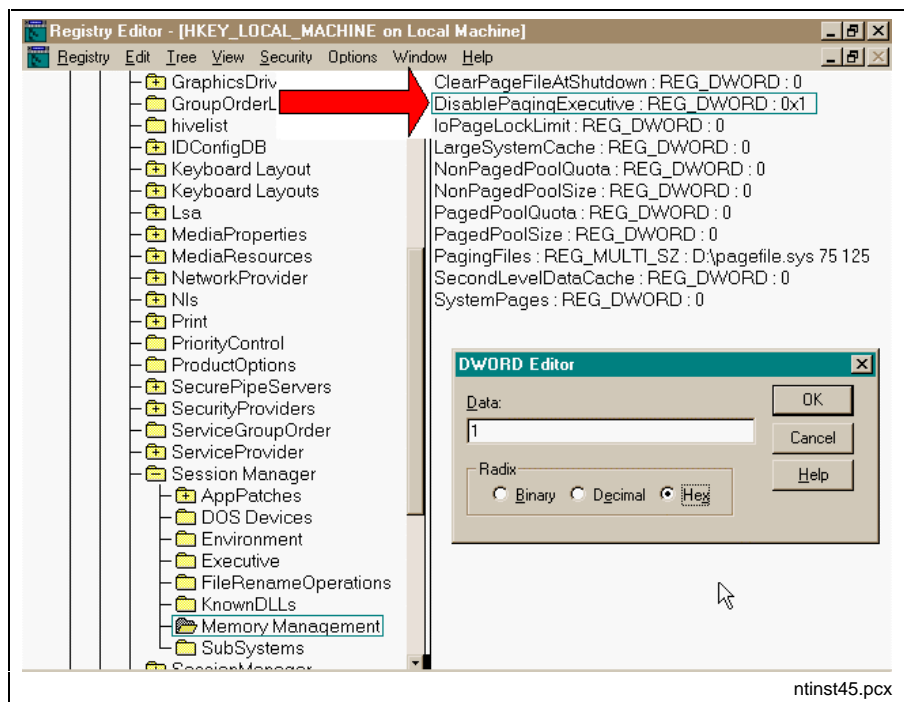 Registry Editor - [HKEY_LOCAL_MACHINE on Local Machine]
Registry Edit Tree View Security Options Window Help
GraphicsDriv
GroupOrderL
hivelist
IDConfigDB
Keyboard Layout
Keyboard Layouts
Lsa
MediaProperties
MediaResources
NetworkProvider
Nls
Print
PriorityControl
ProductOptions
SecurePipeServers
SecurityProviders
ServiceGroupOrder
ServiceProvider
Session Manager
AppPatches
DOS Devices
Environment
Executive
FileRenameOperations
KnownDLLs
Memory Management
SubSystems
SessionManager
ClearPageFileAtShutdown : REG_DWORD : 0
DisablePagingExecutive : REG_DWORD : 0x1
IoPageLockLimit : REG_DWORD : 0
LargeSystemCache : REG_DWORD : 0
NonPagedPoolQuota : REG_DWORD : 0
NonPagedPoolSize : REG_DWORD : 0
PagedPoolQuota : REG_DWORD : 0
PagedPoolSize : REG_DWORD : 0
PagingFiles : REG_MULTI_SZ : D:\pagefile.sys 75 125
SecondLevelDataCache : REG_DWORD : 0
SystemPages : REG_DWORD : 0
DWORD Editor
Data:
1
Radix
Binary Decimal Hex
OK
Cancel
Help
ntinst45.pcx